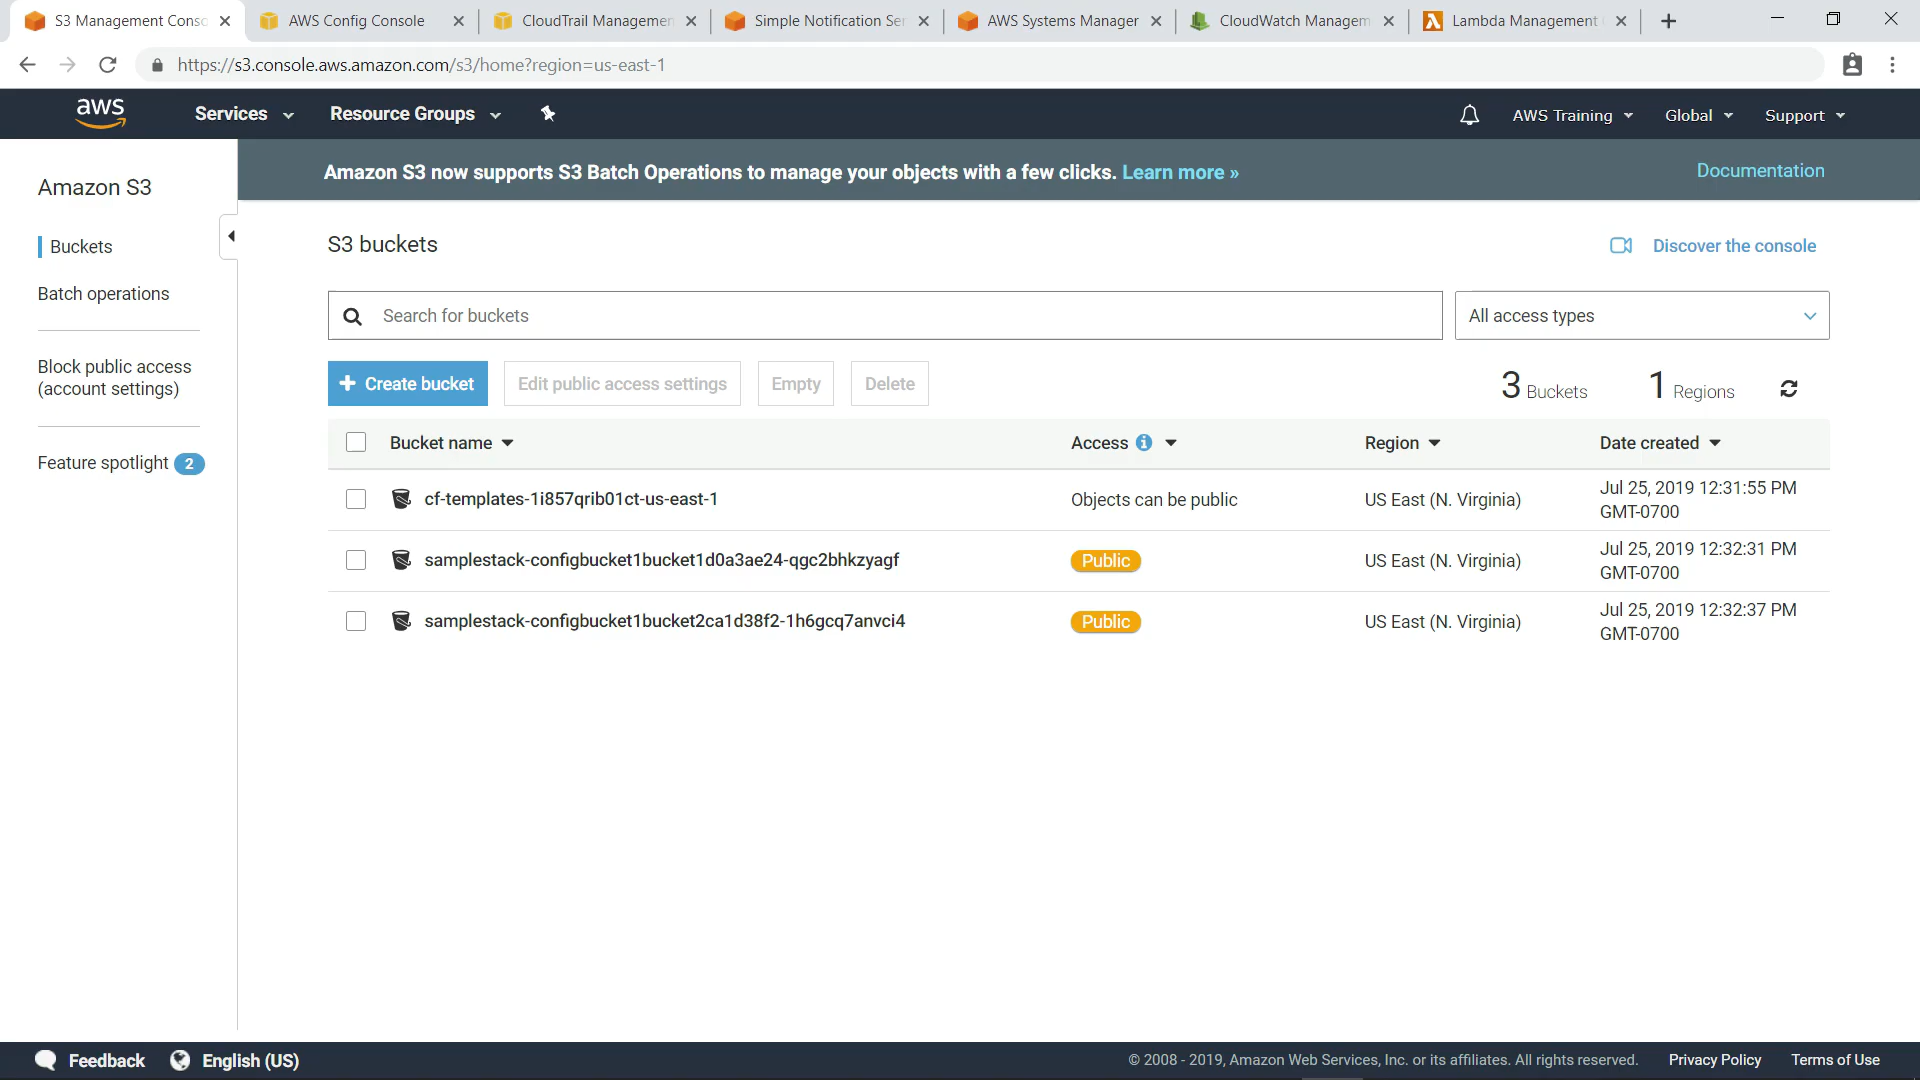 S3 Management Conso
AWS Config Console
CloudTrail Managemen
Simple Notification Ser
AWS Systems Manager
CloudWatch Managem
Lambda Management
https://s3.console.aws.amazon.com/s3/home?region=us-east-1
aws
Services
Resource Groups
AWS Training
Global
Support
Amazon S3 now supports S3 Batch Operations to manage your objects with a few clicks. Learn more »
Documentation
Amazon S3
Buckets
Batch operations
Block public access
(account settings)
Feature spotlight 2
S3 buckets
Discover the console
Search for buckets
All access types
Create bucket
Edit public access settings
Empty
Delete
3 Buckets
1 Regions
Bucket name
Access
Region
Date created
cf-templates-1i857qrib01ct-us-east-1
Objects can be public
US East (N. Virginia)
Jul 25, 2019 12:31:55 PM
GMT-0700
samplestack-configbucket1bucket1d0a3ae24-qgc2bhkzyagf
Public
US East (N. Virginia)
Jul 25, 2019 12:32:31 PM
GMT-0700
samplestack-configbucket1bucket2ca1d38f2-1h6gcq7anvci4
Public
US East (N. Virginia)
Jul 25, 2019 12:32:37 PM
GMT-0700
Feedback
English (US)
© 2008 - 2019, Amazon Web Services, Inc. or its affiliates. All rights reserved.
Privacy Policy
Terms of Use